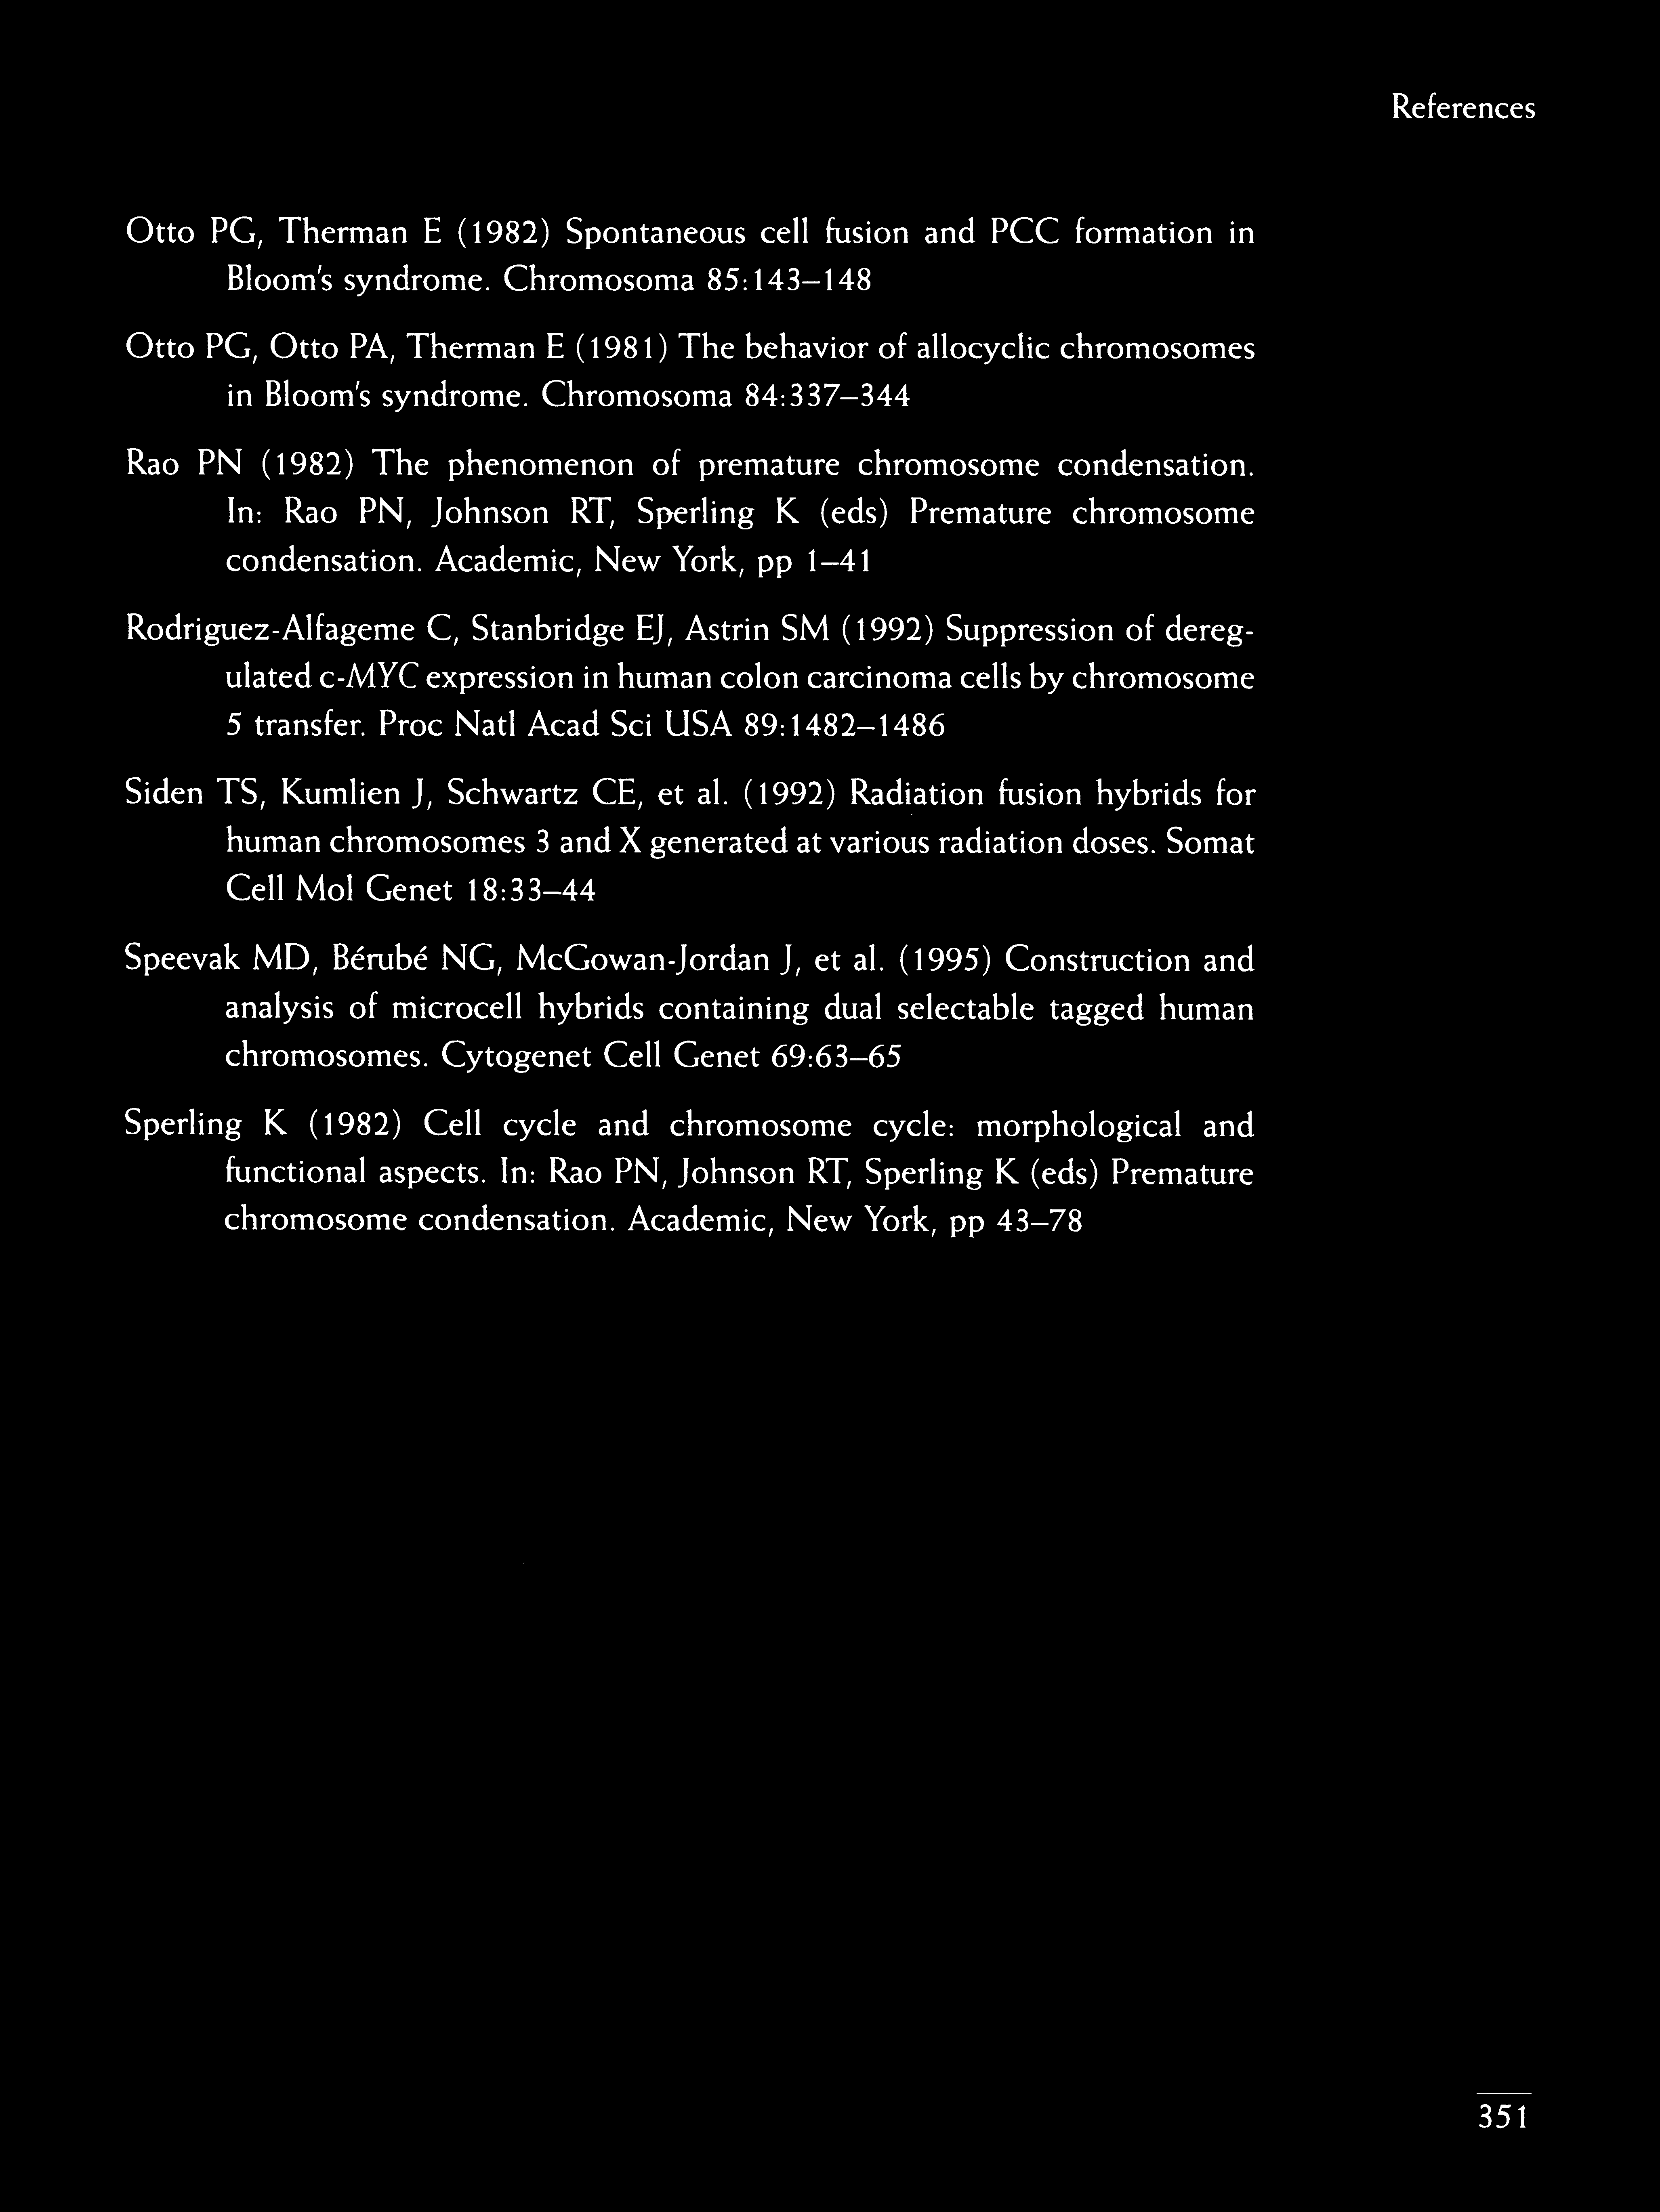 References
Otto PG, Therman E (1982) Spontaneous cell fusion and PCC formation in
Bloom's syndrome. Chromosoma 85:143–148
Otto PG, Otto PA, Therman E (1981) The behavior of allocyclic chromosomes
in Bloom's syndrome. Chromosoma 84:337–344
Rao PN (1982) The phenomenon of premature chromosome condensation.
In: Rao PN, Johnson RT, Sperling K (eds) Premature chromosome
condensation. Academic, New York, pp 1–41
Rodriguez-Alfageme C, Stanbridge EJ, Astrin SM (1992) Suppression of dereg-
ulated c-MYC expression in human colon carcinoma cells by chromosome
5 transfer. Proc Natl Acad Sci USA 89:1482–1486
Siden TS, Kumlien J, Schwartz CE, et al. (1992) Radiation fusion hybrids for
human chromosomes 3 and X generated at various radiation doses. Somat
Cell Mol Genet 18:33–44
Speevak MD, Bérubé NG, McGowan-Jordan J, et al. (1995) Construction and
analysis of microcell hybrids containing dual selectable tagged human
chromosomes. Cytogenet Cell Genet 69:63–65
Sperling K (1982) Cell cycle and chromosome cycle: morphological and
functional aspects. In: Rao PN, Johnson RT, Sperling K (eds) Premature
chromosome condensation. Academic, New York, pp 43–78
351